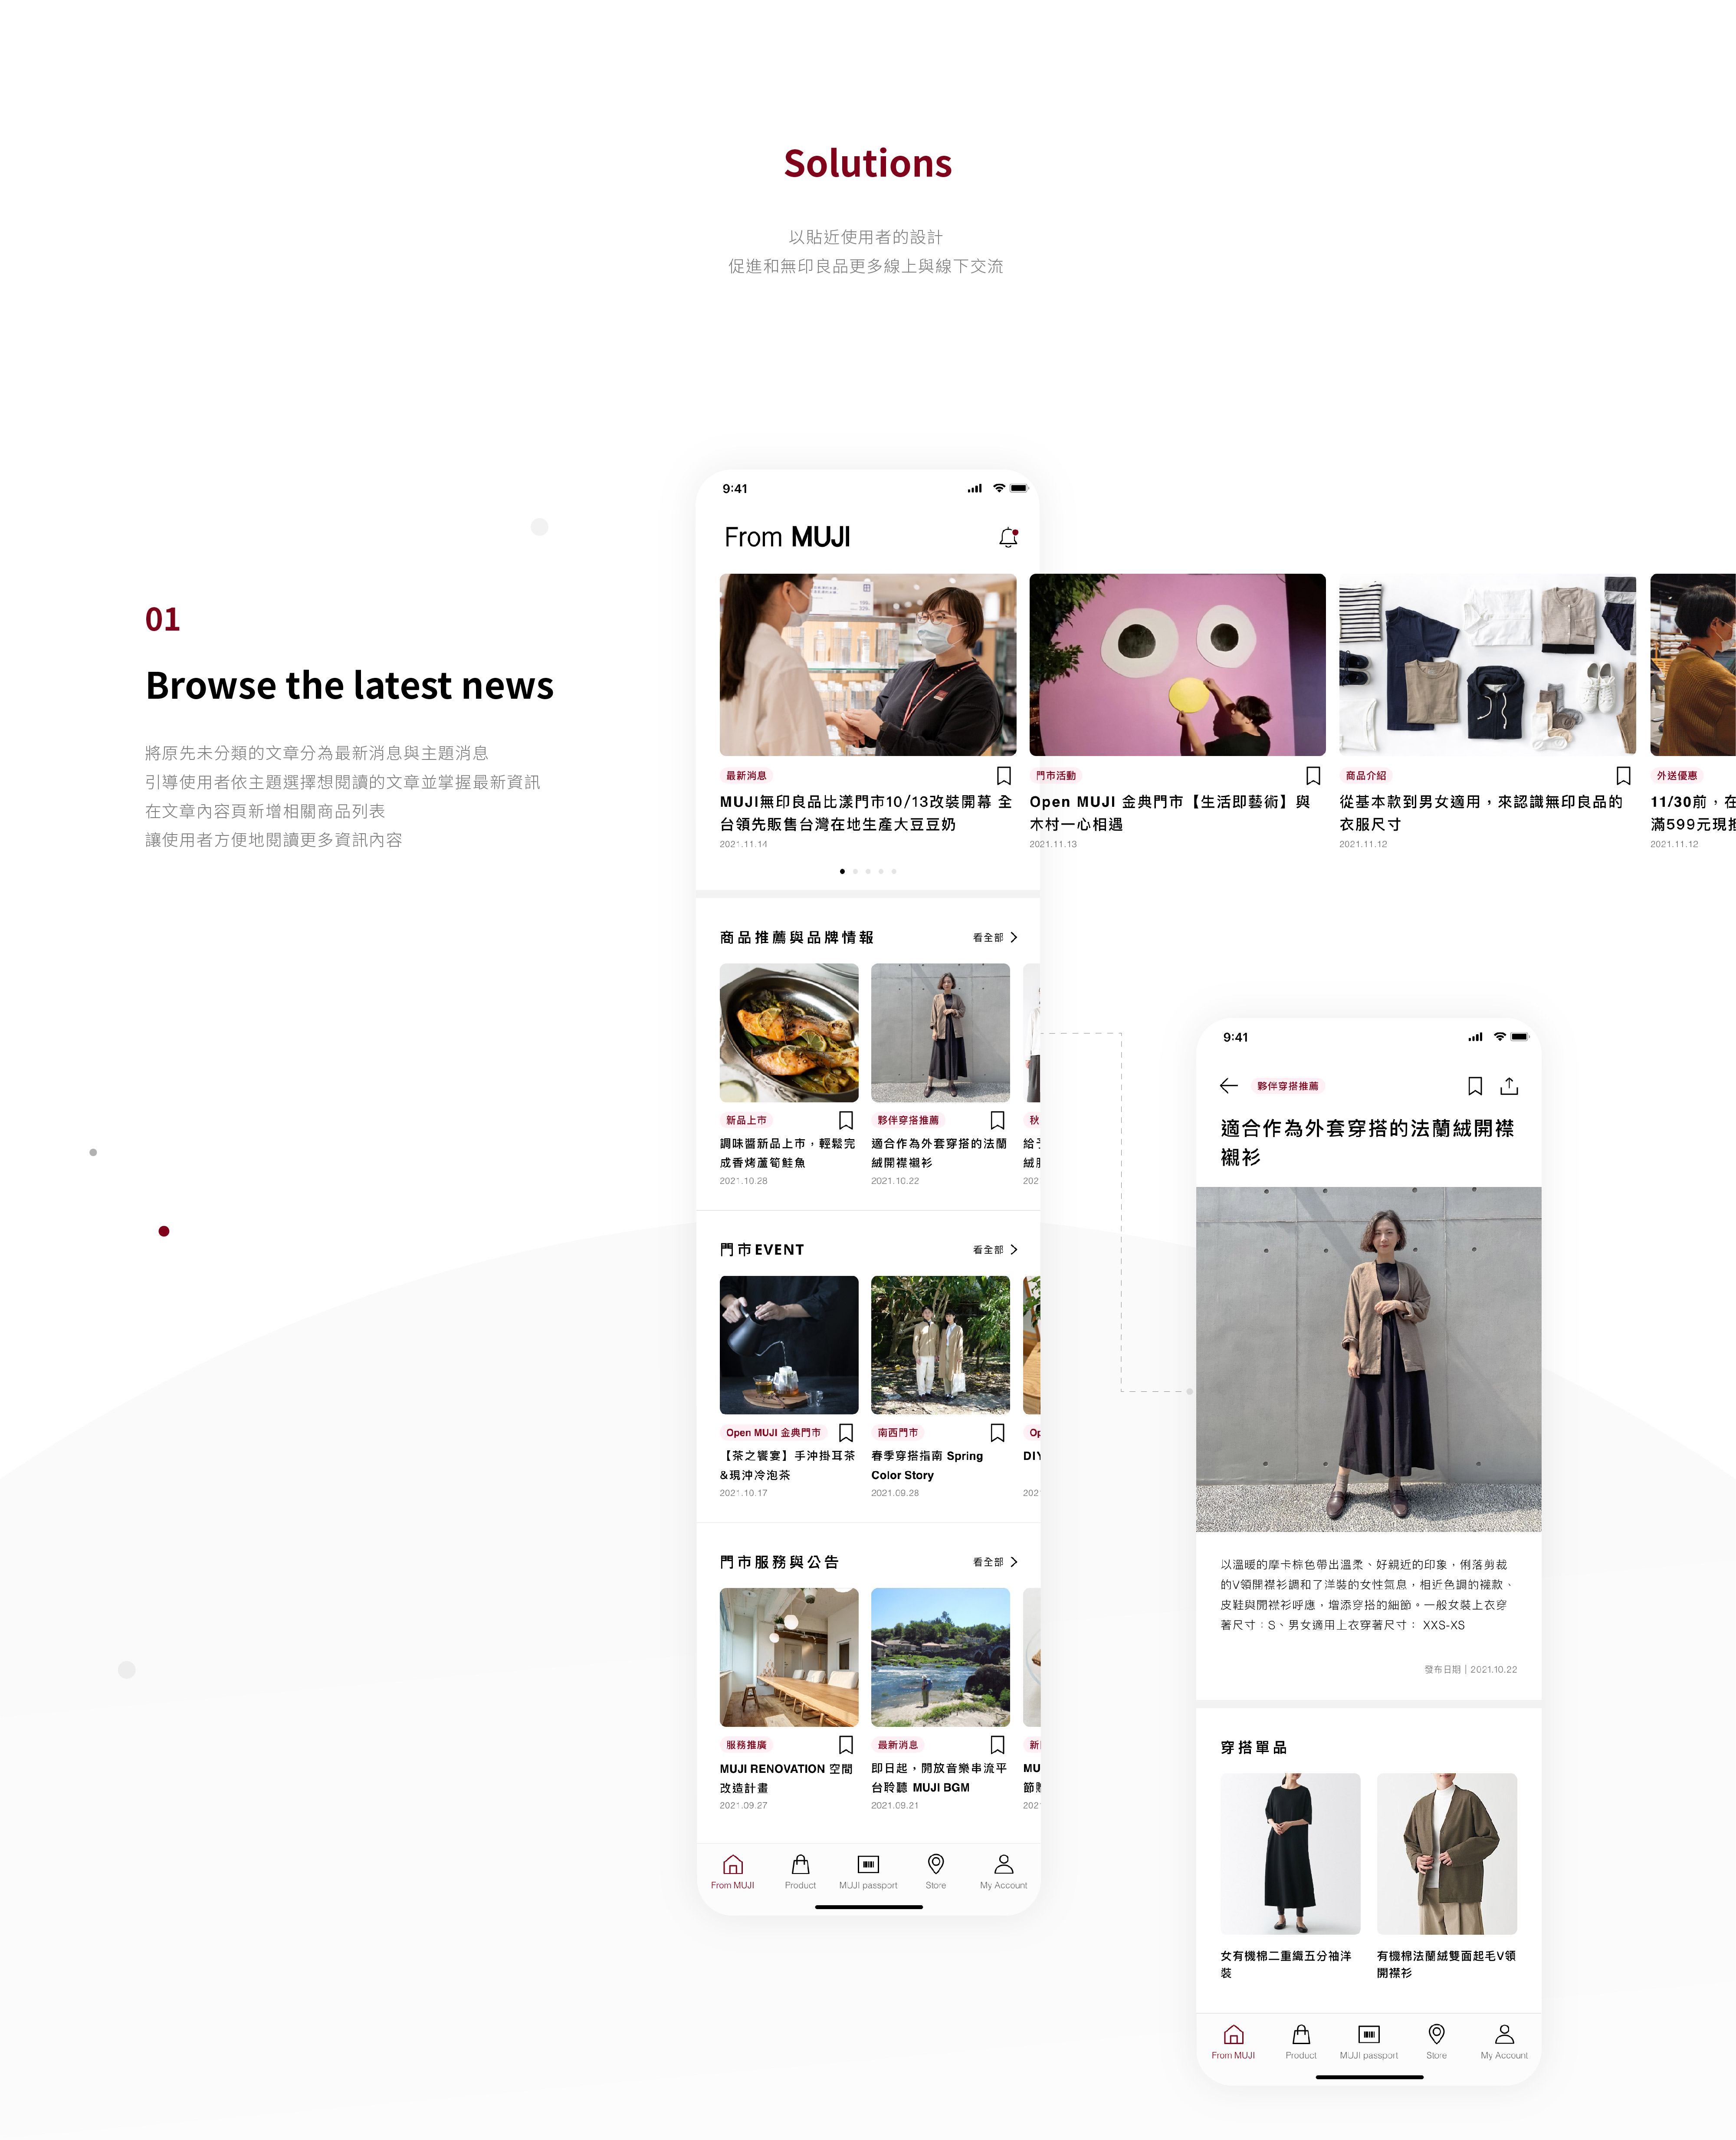 Solutions
以貼近使用者的設計
促進和無印良品更多線上與線下交流
01
Browse the latest news
將原先未分類的文章分為最新消息與主題消息
引導使用者依主題選擇想閱讀的文章並掌握最新資訊
在文章內容頁新增相關商品列表
讓使用者方便地閱讀更多資訊內容
9:41
From MUJI
最新消息
MUJI無印良品比漾門市10/13改裝開幕 全
台領先販售台灣在地生產大豆豆奶
2021.11.14
門市活動
Open MUJI 金典門市【生活即藝術】與
木村一心相遇
2021.11.13
商品介紹
從基本款到男女適用，來認識無印良品的
衣服尺寸
2021.11.12
外送優惠
11/30前，在
滿599元現
2021.11.12
商品推薦與品牌情報
看全部
新品上市
調味醬新品上市，輕鬆完
成香烤蘆筍鮭魚
2021.10.28
夥伴穿搭推薦
適合作為外套穿搭的法蘭
絨開襟襯衫
2021.10.22
秋
給
絨
202
門市EVENT
看全部
Open MUJI 金典門市
【茶之饗宴】手沖掛耳茶
&現沖冷泡茶
2021.10.17
南西門市
春季穿搭指南 Spring
Color Story
2021.09.28
Op
DIY
202
門市服務與公告
看全部
服務推廣
MUJI RENOVATION 空間
改造計畫
2021.09.27
最新消息
即日起，開放音樂串流平
台聆聽 MUJI BGM
2021.09.21
新
MU
節
202
From MUJI
Product
MUJI passport
Store
My Account
9:41
夥伴穿搭推薦
適合作為外套穿搭的法蘭絨開襟
襯衫
以溫暖的摩卡棕色帶出溫柔、好親近的印象，俐落剪裁
的V領開襟衫調和了洋裝的女性氣息，相近色調的襪款、
皮鞋與開襟衫呼應，增添穿搭的細節。一般女裝上衣穿
著尺寸：S、男女適用上衣穿著尺寸： XXS-XS
發布日期｜2021.10.22
穿搭單品
女有機棉二重織五分袖洋
裝
有機棉法蘭絨雙面起毛V領
開襟衫
From MUJI
Product
MUJI passport
Store
My Account